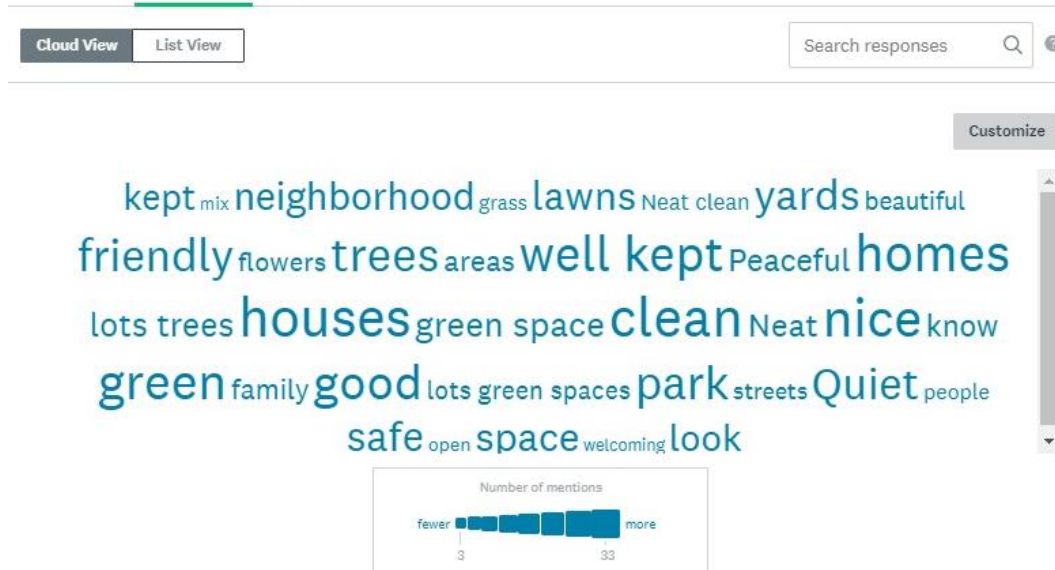 Cloud View List View Search responses
Customize
kept mix neighborhood grass lawns Neat clean yards beautiful
friendly flowers trees areas well kept Peaceful homes
lots trees houses green space clean Neat nice know
green family good lots green spaces park streets Quiet people
safe open space welcoming look
Number of mentions
fewer more
3 33